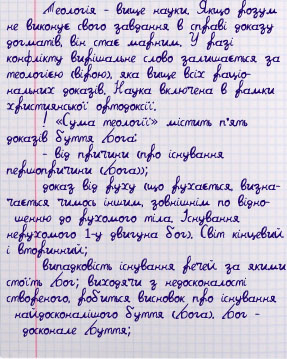 Теологія - вище науки. Якщо розум
не виконує свого завдання в справі доказу
догматів, він стає марним. У разі
конфлікту вирішальне слово залишається за
теологією (вірою), яка вище всіх раціо-
нальних доказів. Наука включена в рамки
християнської ортодоксії.
! «Сума теології» містить п'ять
доказів буття Бога:
- від причини (про існування
першопричини (Бога));
доказ від руху (що рухається, визна-
чається чимось іншим, зовнішнім по відно-
шенню до рухомого тіла. Існування
нерухомого 1-у двигуна бог). Світ кінцевий
і вторинний;
випадковість існування речей за якими
стоїть Бог; виходячи з недосконалості
створеного, робиться висновок про існування
найдосконалішого буття (Бога). Бог -
досконале буття;